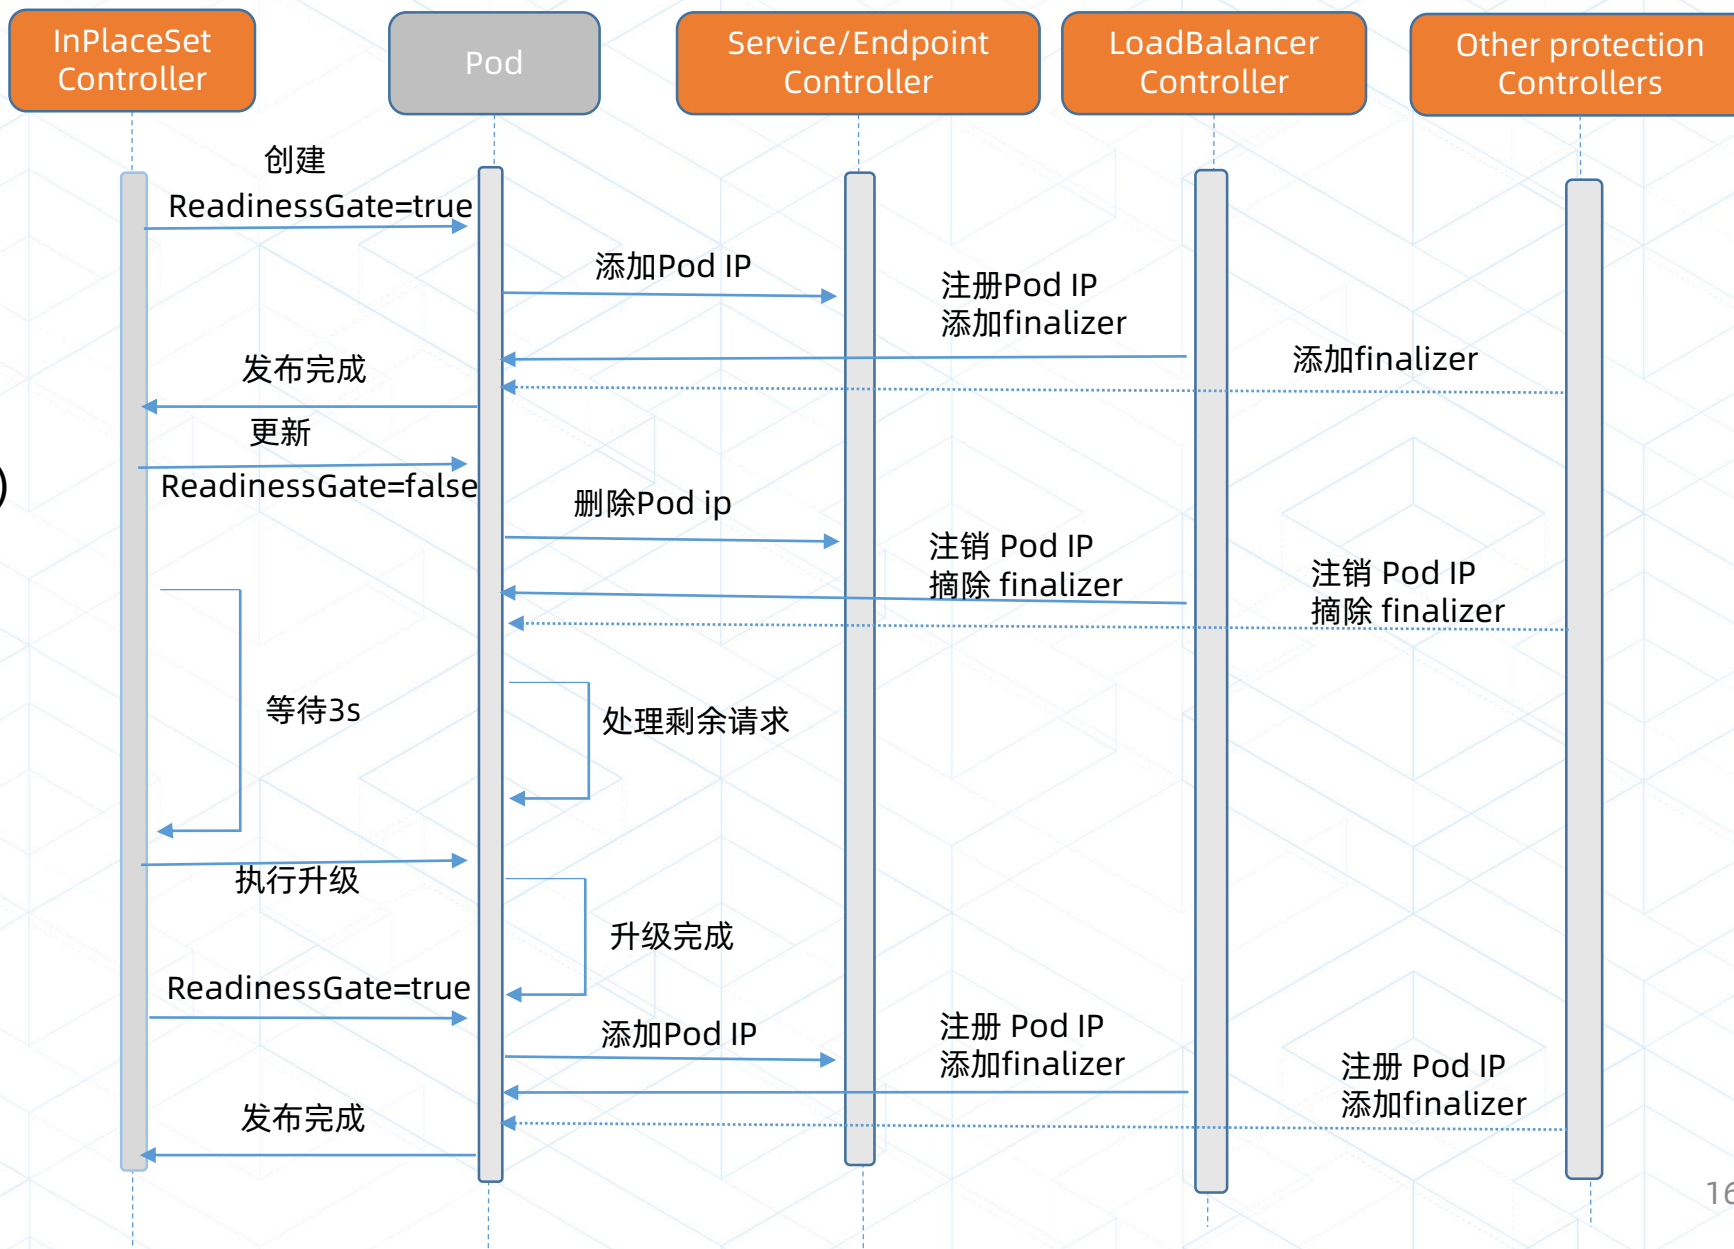 InPlaceSet
Controller
Pod
Service/Endpoint
Controller
LoadBalancer
Controller
Other protection
Controllers
创建
ReadinessGate=true
添加Pod IP
注册Pod IP
添加finalizer
添加finalizer
发布完成
更新
)
ReadinessGate=false
删除Pod ip
注销 Pod IP
摘除 finalizer
注销 Pod IP
摘除 finalizer
等待3s
处理剩余请求
执行升级
升级完成
ReadinessGate=true
添加Pod IP
注册 Pod IP
添加finalizer
注册 Pod IP
添加finalizer
发布完成
16